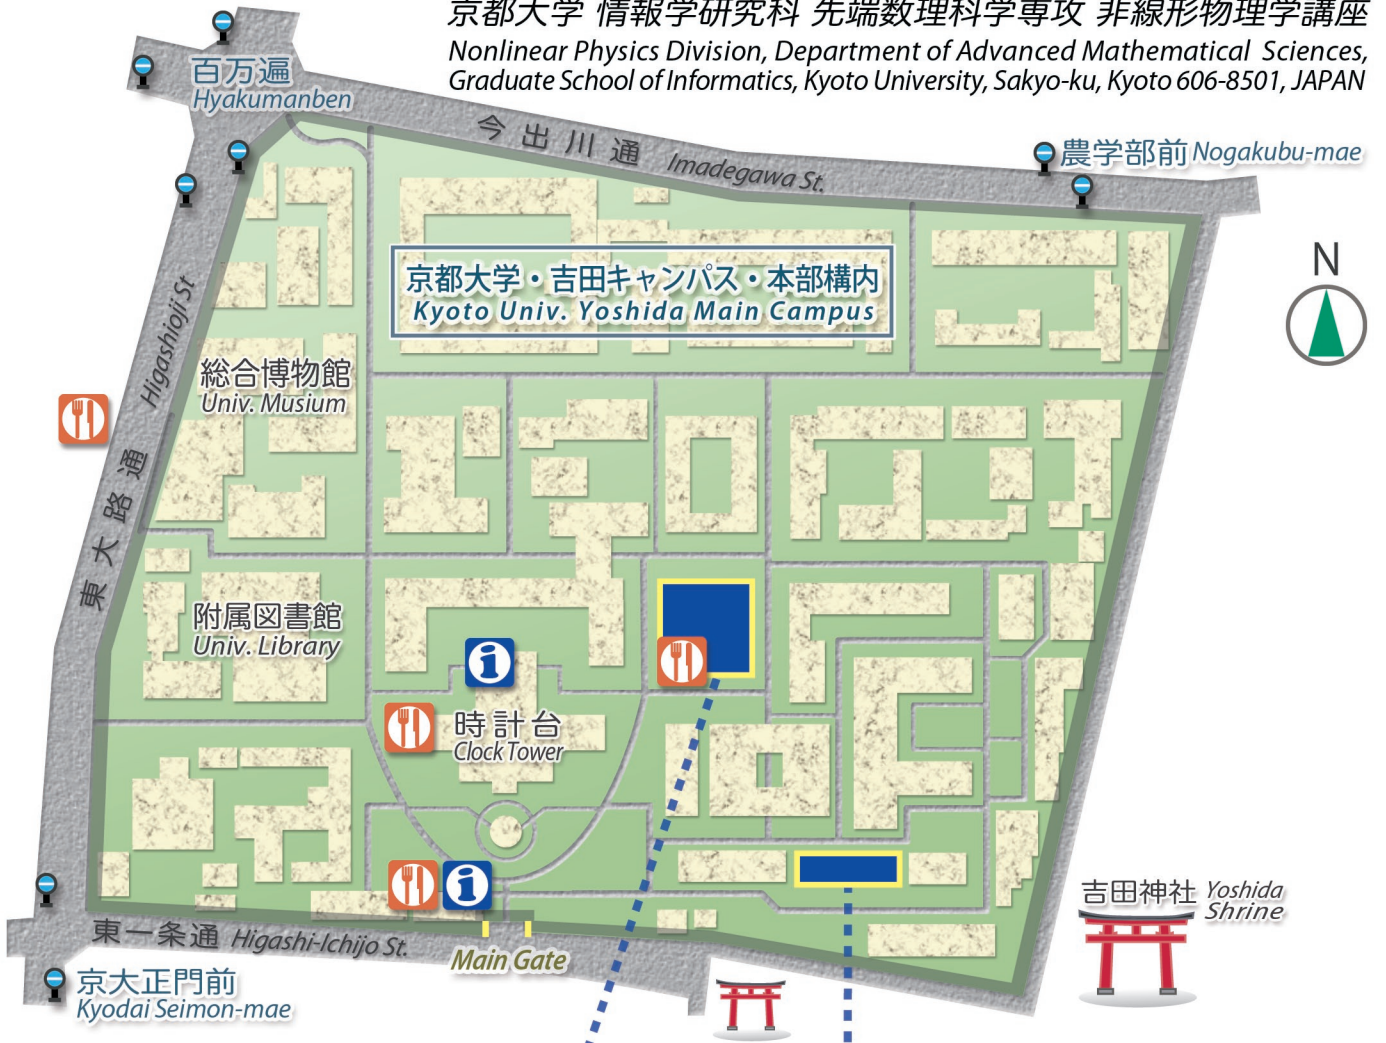 京都大学 情報学研究科 先端数理科学専攻 非線形物理学講座
Nonlinear Physics Division, Department of Advanced Mathematical Sciences,
Graduate School of Informatics, Kyoto University, Sakyo-ku, Kyoto 606-8501, JAPAN
百万遍
Hyakumanben
今出川通 Imadegawa St.
農学部前 Nogakubu-mae
N
京都大学・吉田キャンパス・本部構内
Kyoto Univ. Yoshida Main Campus
東大路通 Higashioji St
総合博物館
Univ. Musium
附属図書館
Univ. Library
i
時計台
Clock Tower
i
吉田神社 Yoshida
Shrine
東一条通 Higashi-Ichijo St.
Main Gate
京大正門前
Kyodai Seimon-mae